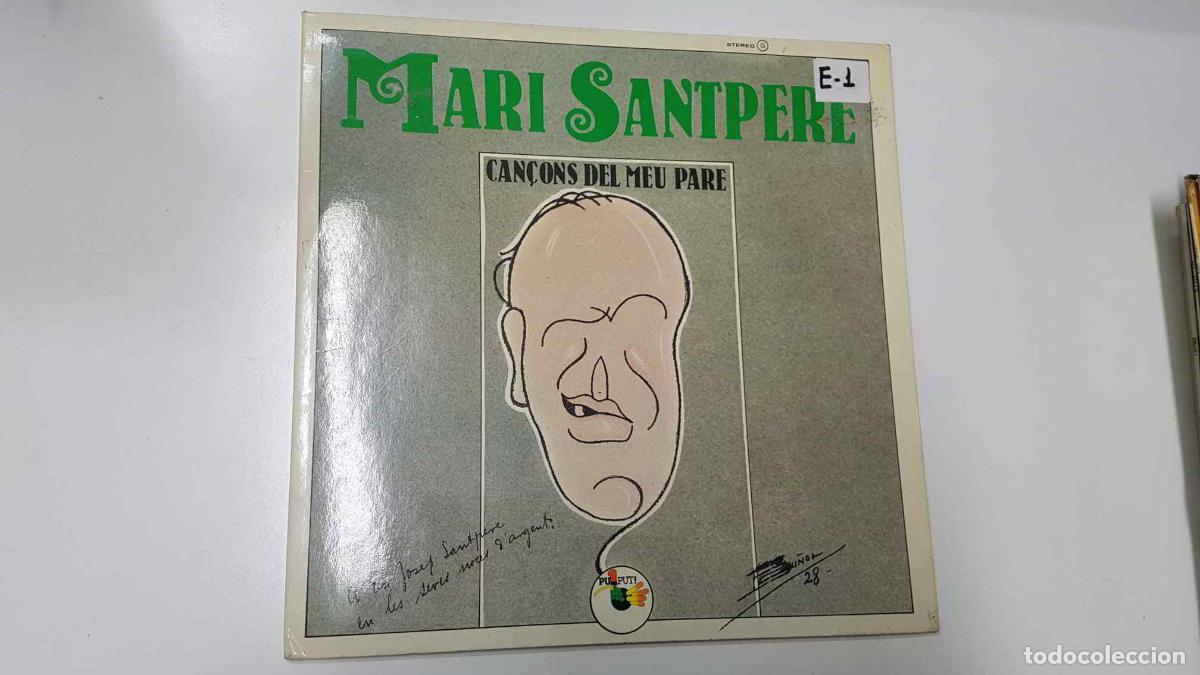 STEREO S
E-1
MARI SANTPERE
CANÇONS DEL MEU PARE
a en Josep Santpere
en les seves noces d'argent.
PU-PUT!
28-
todocoleccion